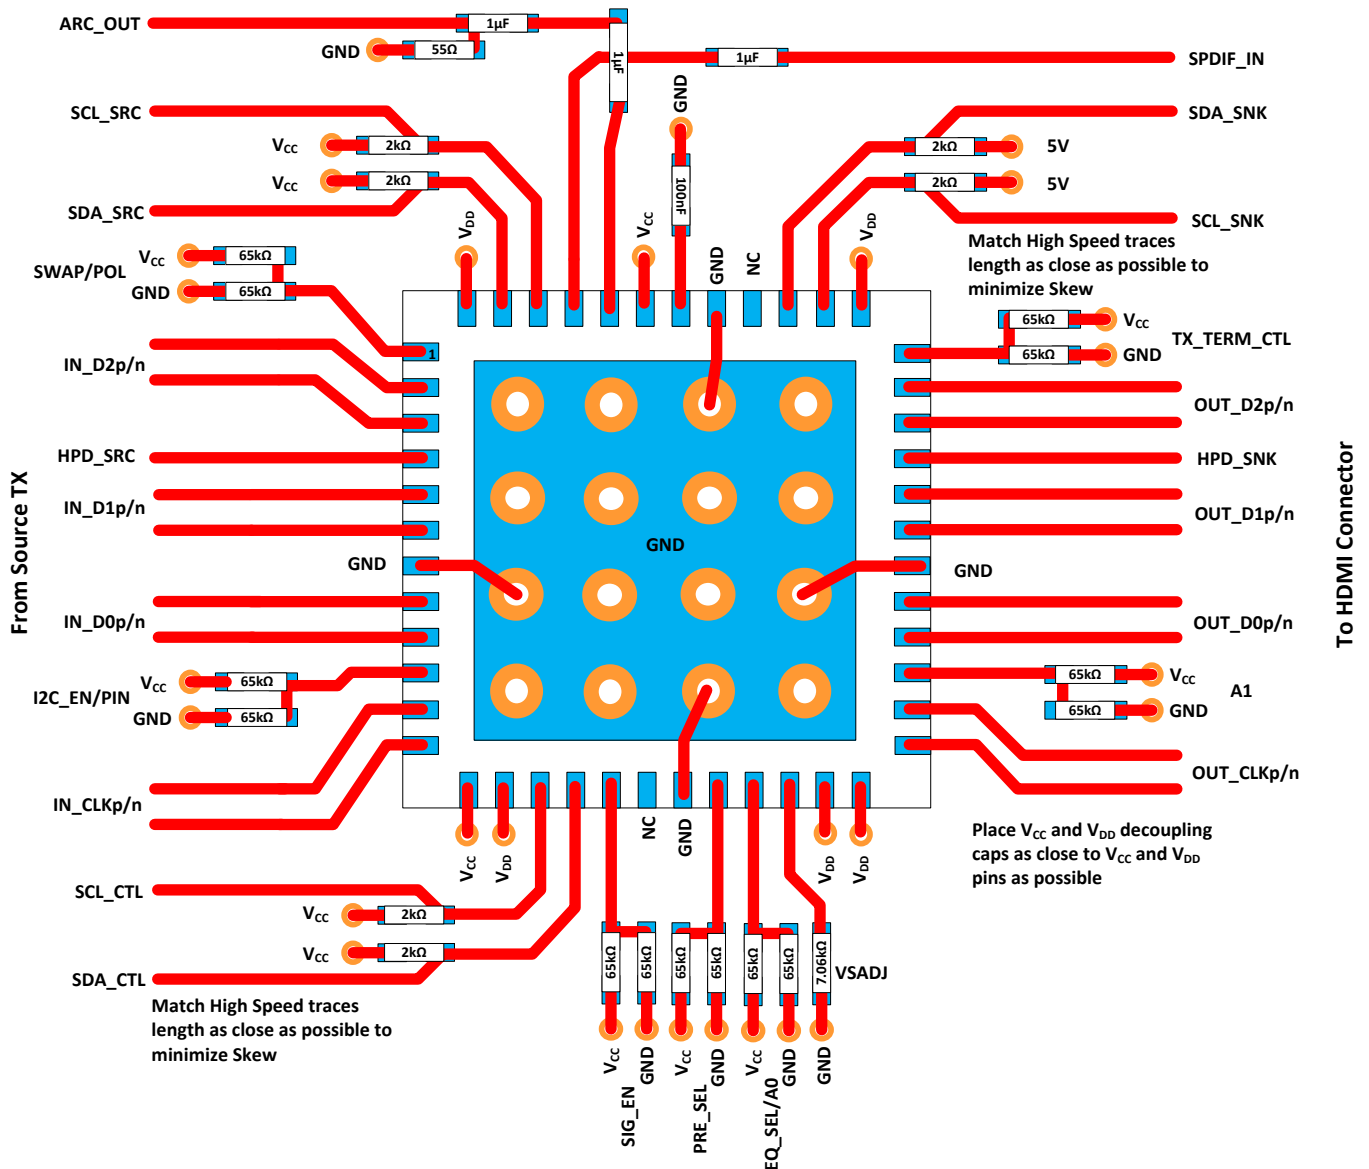 ARC_OUT
1µF
GND
55Ω
1µF
1µF
SPDIF_IN
GND
SCL_SRC
SDA_SNK
VCC
2kΩ
2kΩ
5V
VCC
2kΩ
100nF
2kΩ
5V
SDA_SRC
SCL_SNK
VDD
VCC
GND
NC
VDD
Match High Speed traces
length as close as possible to
minimize Skew
VCC
65kΩ
SWAP/POL
GND
65kΩ
65kΩ
VCC
TX_TERM_CTL
65kΩ
GND
1
IN_D2p/n
OUT_D2p/n
HPD_SRC
HPD_SNK
IN_D1p/n
OUT_D1p/n
GND
GND
GND
From Source TX
To HDMI Connector
IN_D0p/n
OUT_D0p/n
VCC
65kΩ
I2C_EN/PIN
GND
65kΩ
65kΩ
VCC
A1
65kΩ
GND
IN_CLKp/n
OUT_CLKp/n
VCC
VDD
NC
GND
VDD
VDD
Place VCC and VDD decoupling
caps as close to VCC and VDD
pins as possible
SCL_CTL
VCC
2kΩ
VCC
2kΩ
SDA_CTL
65kΩ
65kΩ
65kΩ
65kΩ
65kΩ
65kΩ
7.06kΩ
VSADJ
Match High Speed traces
length as close as possible to
minimize Skew
VCC
GND
VCC
GND
VCC
GND
GND
SIG_EN
PRE_SEL
EQ_SEL/A0